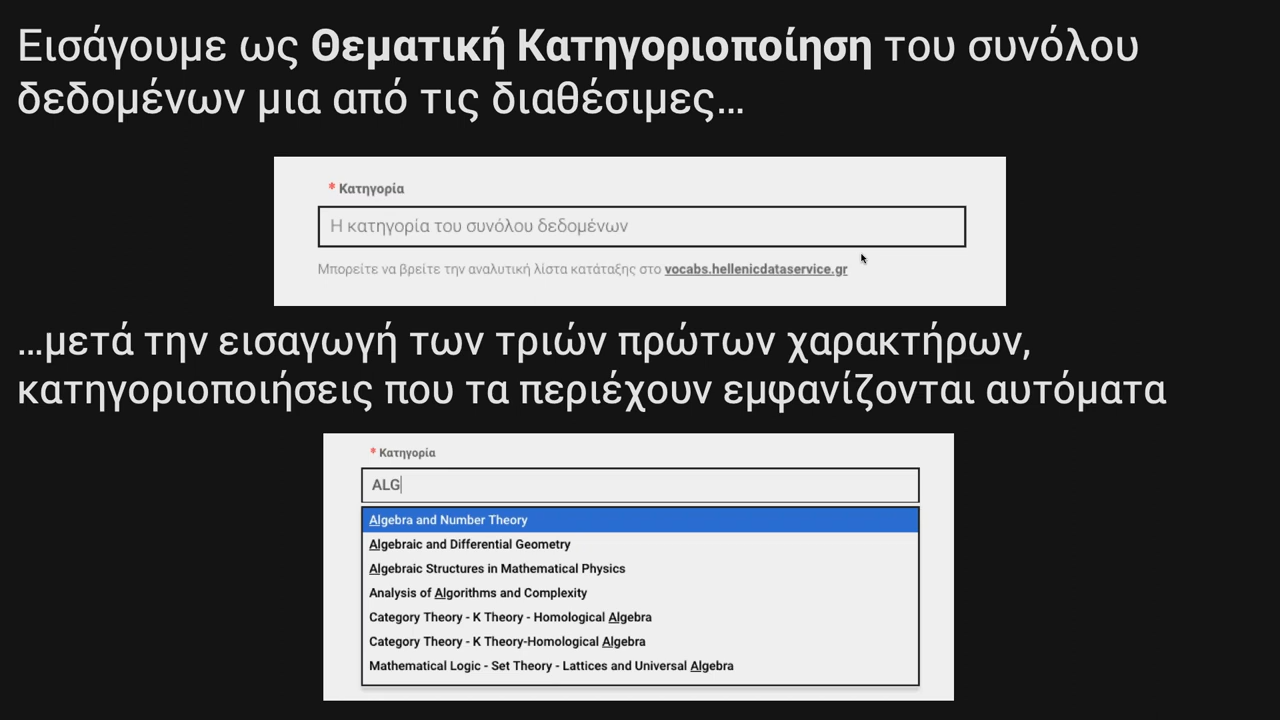 Εισάγουμε ως Θεματική Κατηγοριοποίηση του συνόλου
δεδομένων μια από τις διαθέσιμες...
* Κατηγορία
Η κατηγορία του συνόλου δεδομένων
Μπορείτε να βρείτε την αναλυτική λίστα κατάταξης στο vocabs.hellenicdataservice.gr
...μετά την εισαγωγή των τριών πρώτων χαρακτήρων,
κατηγοριοποιήσεις που τα περιέχουν εμφανίζονται αυτόματα
* Κατηγορία
ALG
Algebra and Number Theory
Algebraic and Differential Geometry
Algebraic Structures in Mathematical Physics
Analysis of Algorithms and Complexity
Category Theory - K Theory - Homological Algebra
Category Theory - K Theory-Homological Algebra
Mathematical Logic - Set Theory - Lattices and Universal Algebra